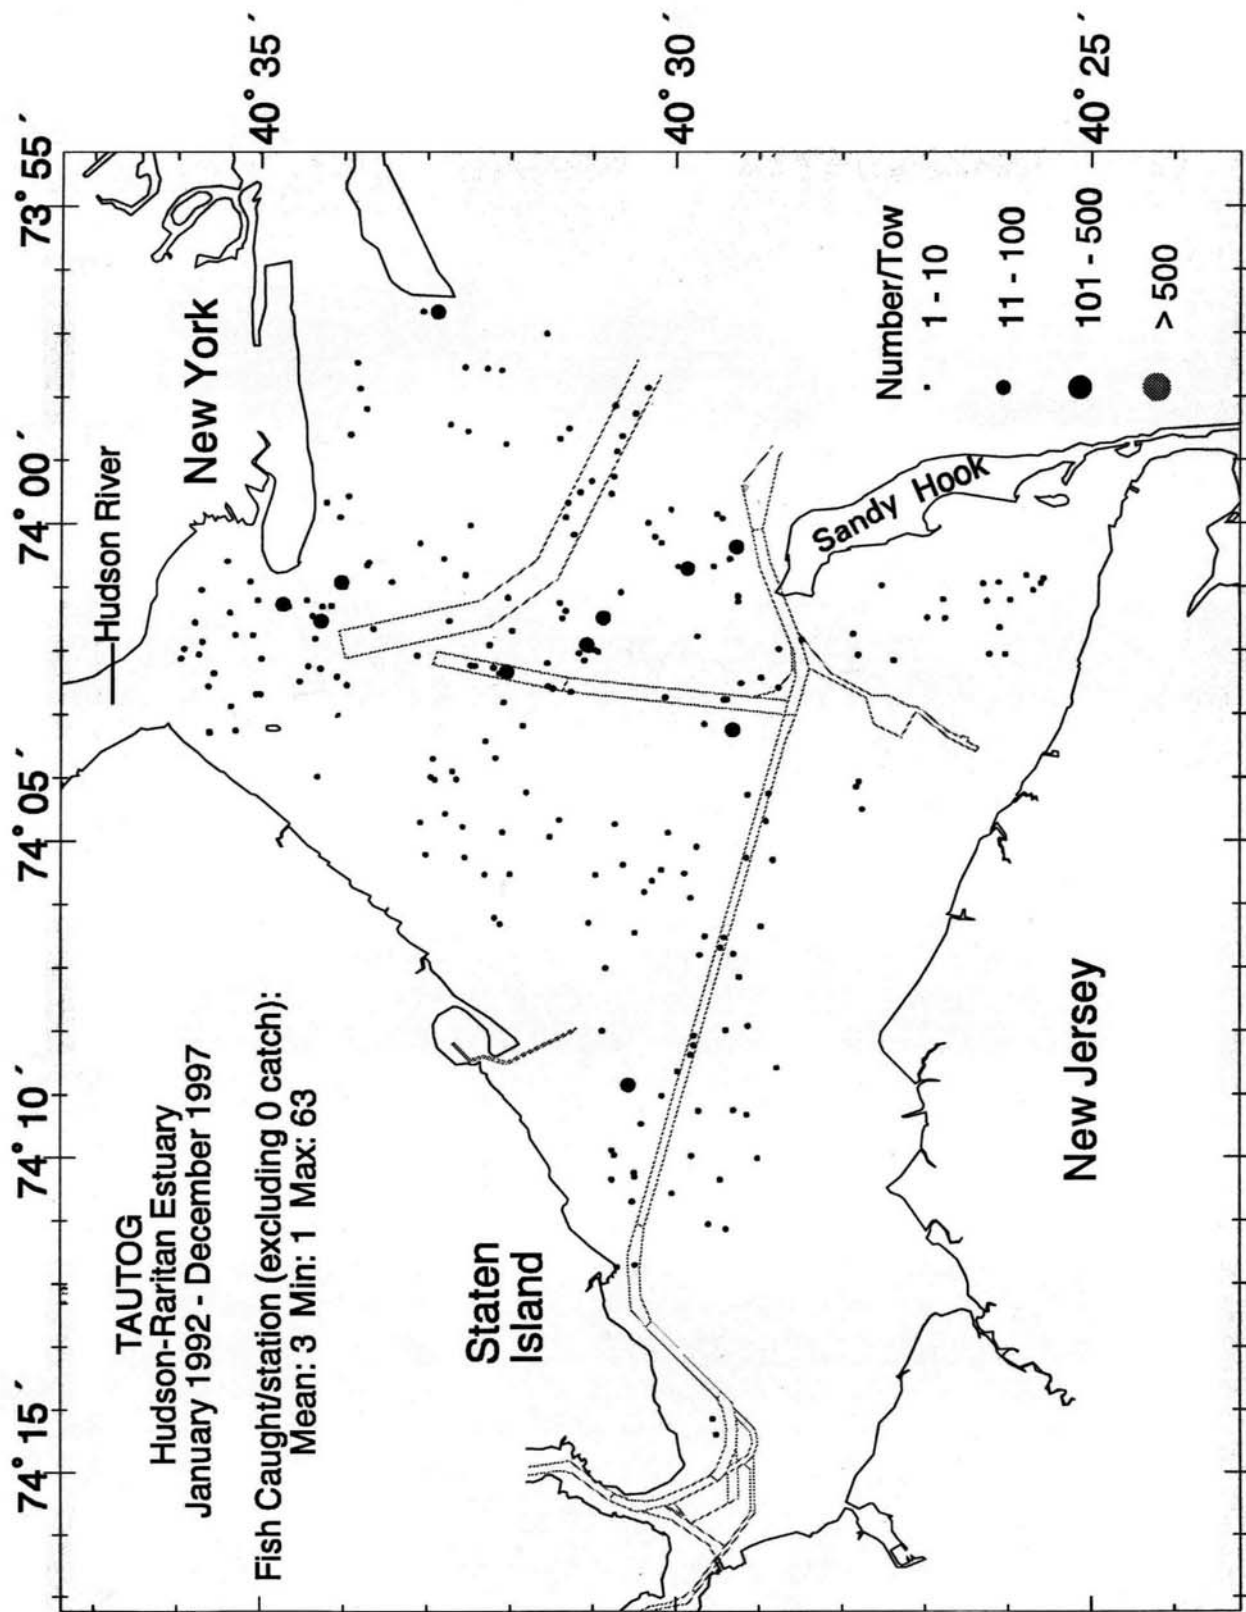 TAUTOG
Hudson-Raritan Estuary
January 1992 - December 1997
Fish Caught/station (excluding 0 catch):
Mean: 3 Min: 1 Max: 63
Hudson River
New York
Staten
Island
Sandy Hook
New Jersey
Number/Tow
1 - 10
11 - 100
101 - 500
> 500
74° 15´
74° 10´
74° 05´
74° 00´
73° 55´
40° 35´
40° 30´
40° 25´